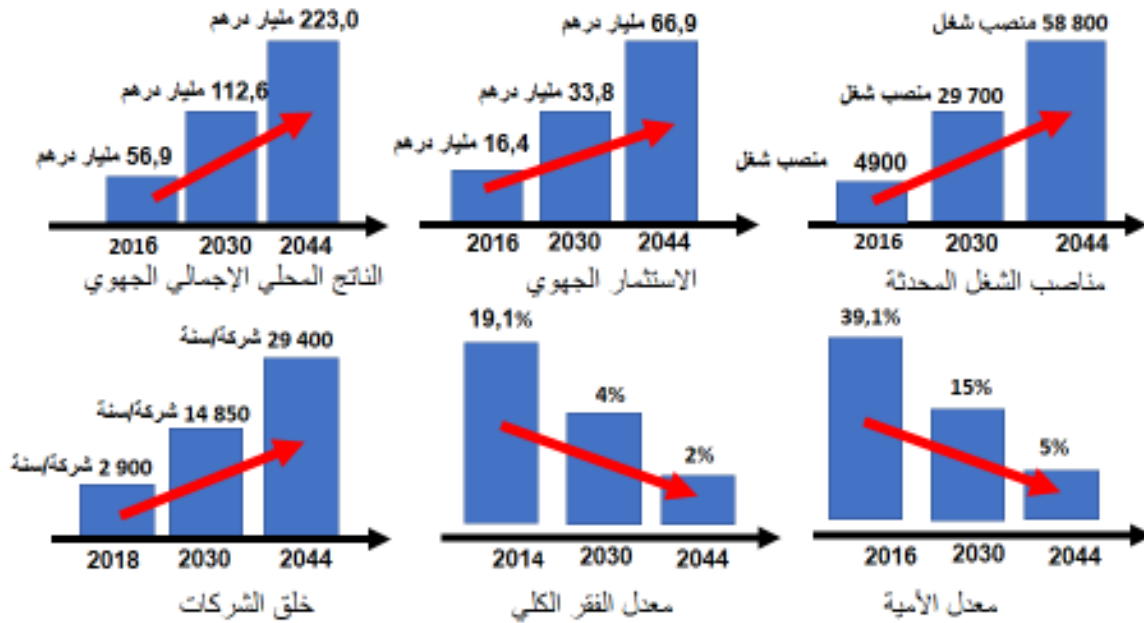 223,0 مليار درهم
112,6 مليار درهم
56,9 مليار درهم
2016 2030 2044
الناتج المحلي الإجمالي الجهوي
66,9 مليار درهم
33,8 مليار درهم
16,4 مليار درهم
2016 2030 2044
الاستثمار الجهوي
58 800 منصب شغل
29 700 منصب شغل
4900 منصب شغل
2016 2030 2044
مناصب الشغل المحدثة
29 400 شركة/سنة
14 850 شركة/سنة
2 900 شركة/سنة
2018 2030 2044
خلق الشركات
19,1%
4%
2%
2014 2030 2044
معدل الفقر الكلي
39,1%
15%
5%
2016 2030 2044
معدل الأمية